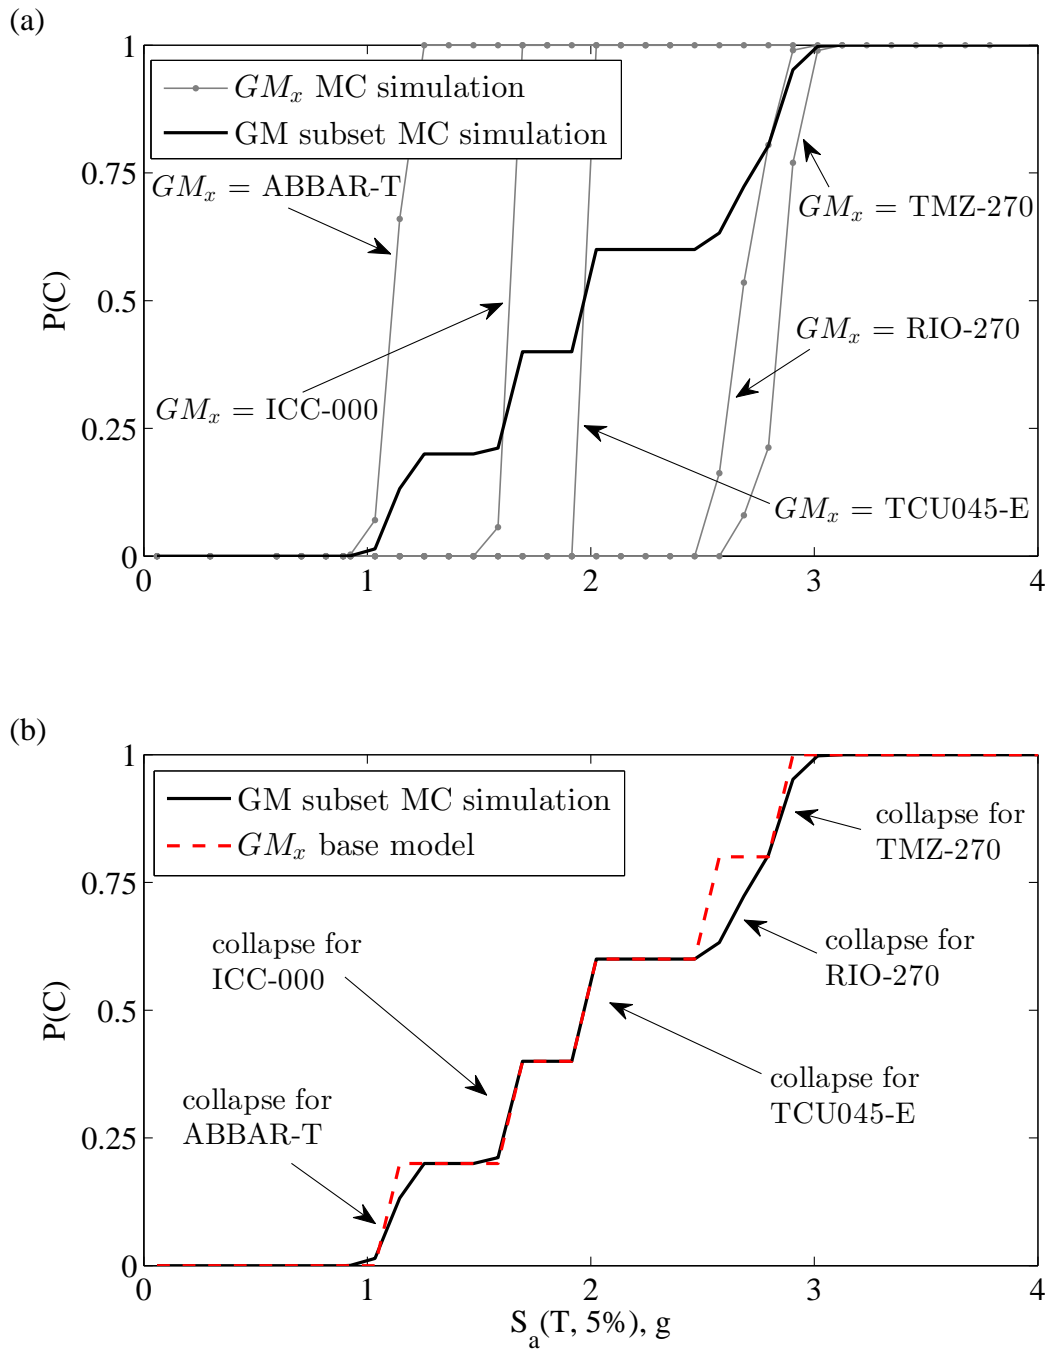 (a)
1
0.75
0.5
0.25
0
P(C)
GMx MC simulation
GM subset MC simulation
GMx = ABBAR-T
GMx = TMZ-270
GMx = RIO-270
GMx = ICC-000
GMx = TCU045-E
0 1 2 3 4
(b)
1
0.75
0.5
0.25
0
P(C)
GM subset MC simulation
GMx base model
collapse for
TMZ-270
collapse for
ICC-000
collapse for
RIO-270
collapse for
TCU045-E
collapse for
ABBAR-T
0 1 2 3 4
Sa(T, 5%), g